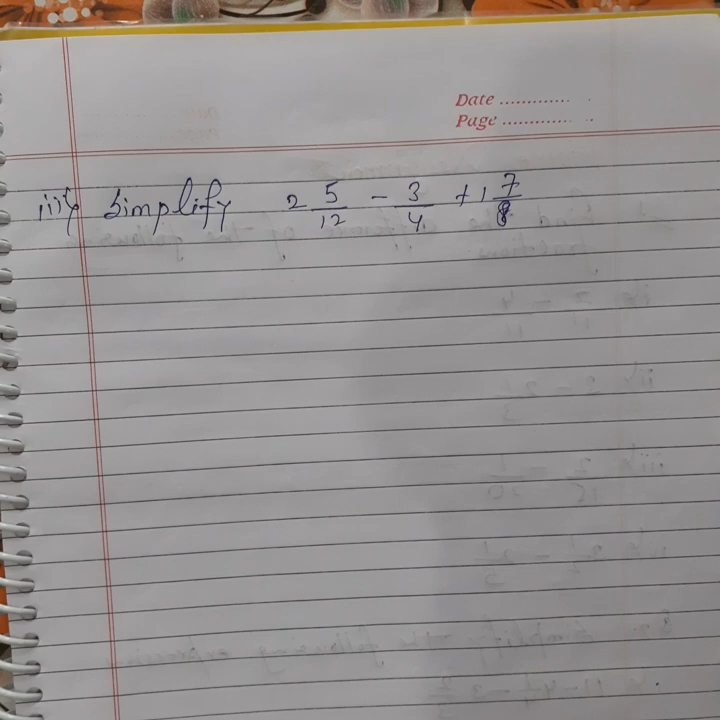 Date ............
Page ............
iii) Simplify 2 5/12 - 3/4 + 1 7/8